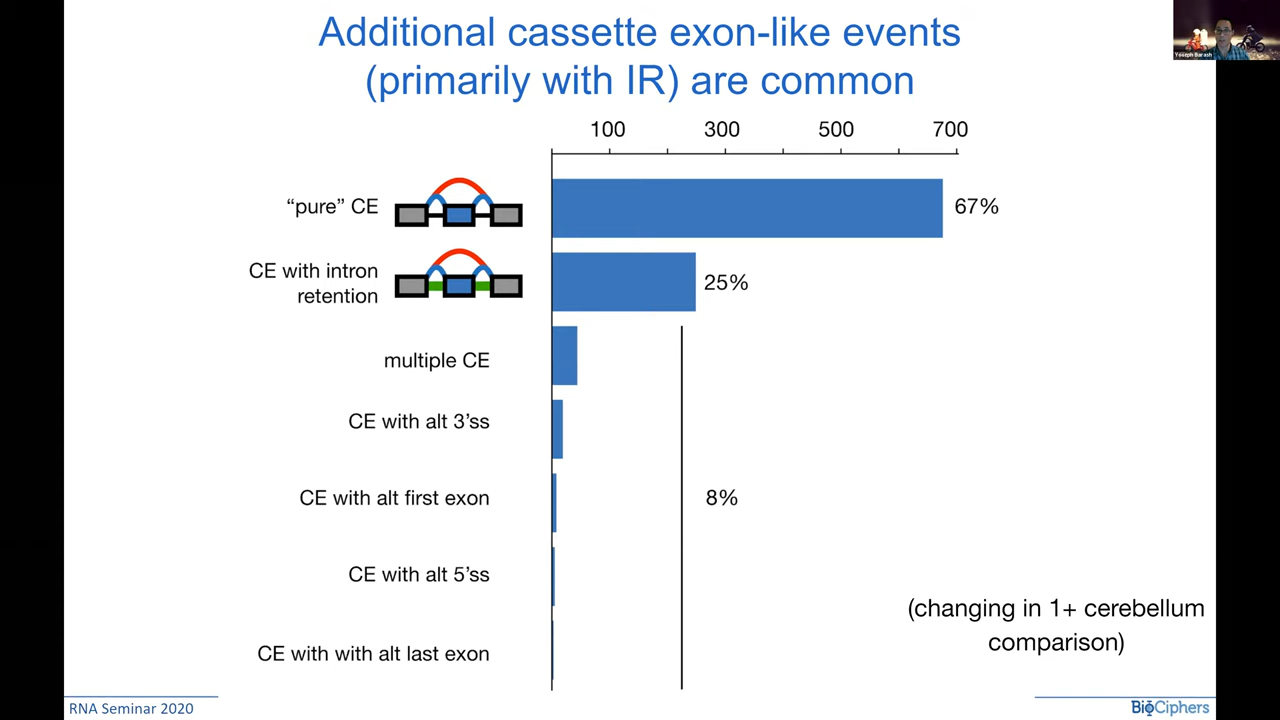 Additional cassette exon-like events
(primarily with IR) are common
Yoseph Barash
100 300 500 700
“pure” CE
67%
CE with intron
retention
25%
multiple CE
CE with alt 3’ss
CE with alt first exon
8%
CE with alt 5’ss
(changing in 1+ cerebellum
comparison)
CE with with alt last exon
RNA Seminar 2020
BioCiphers